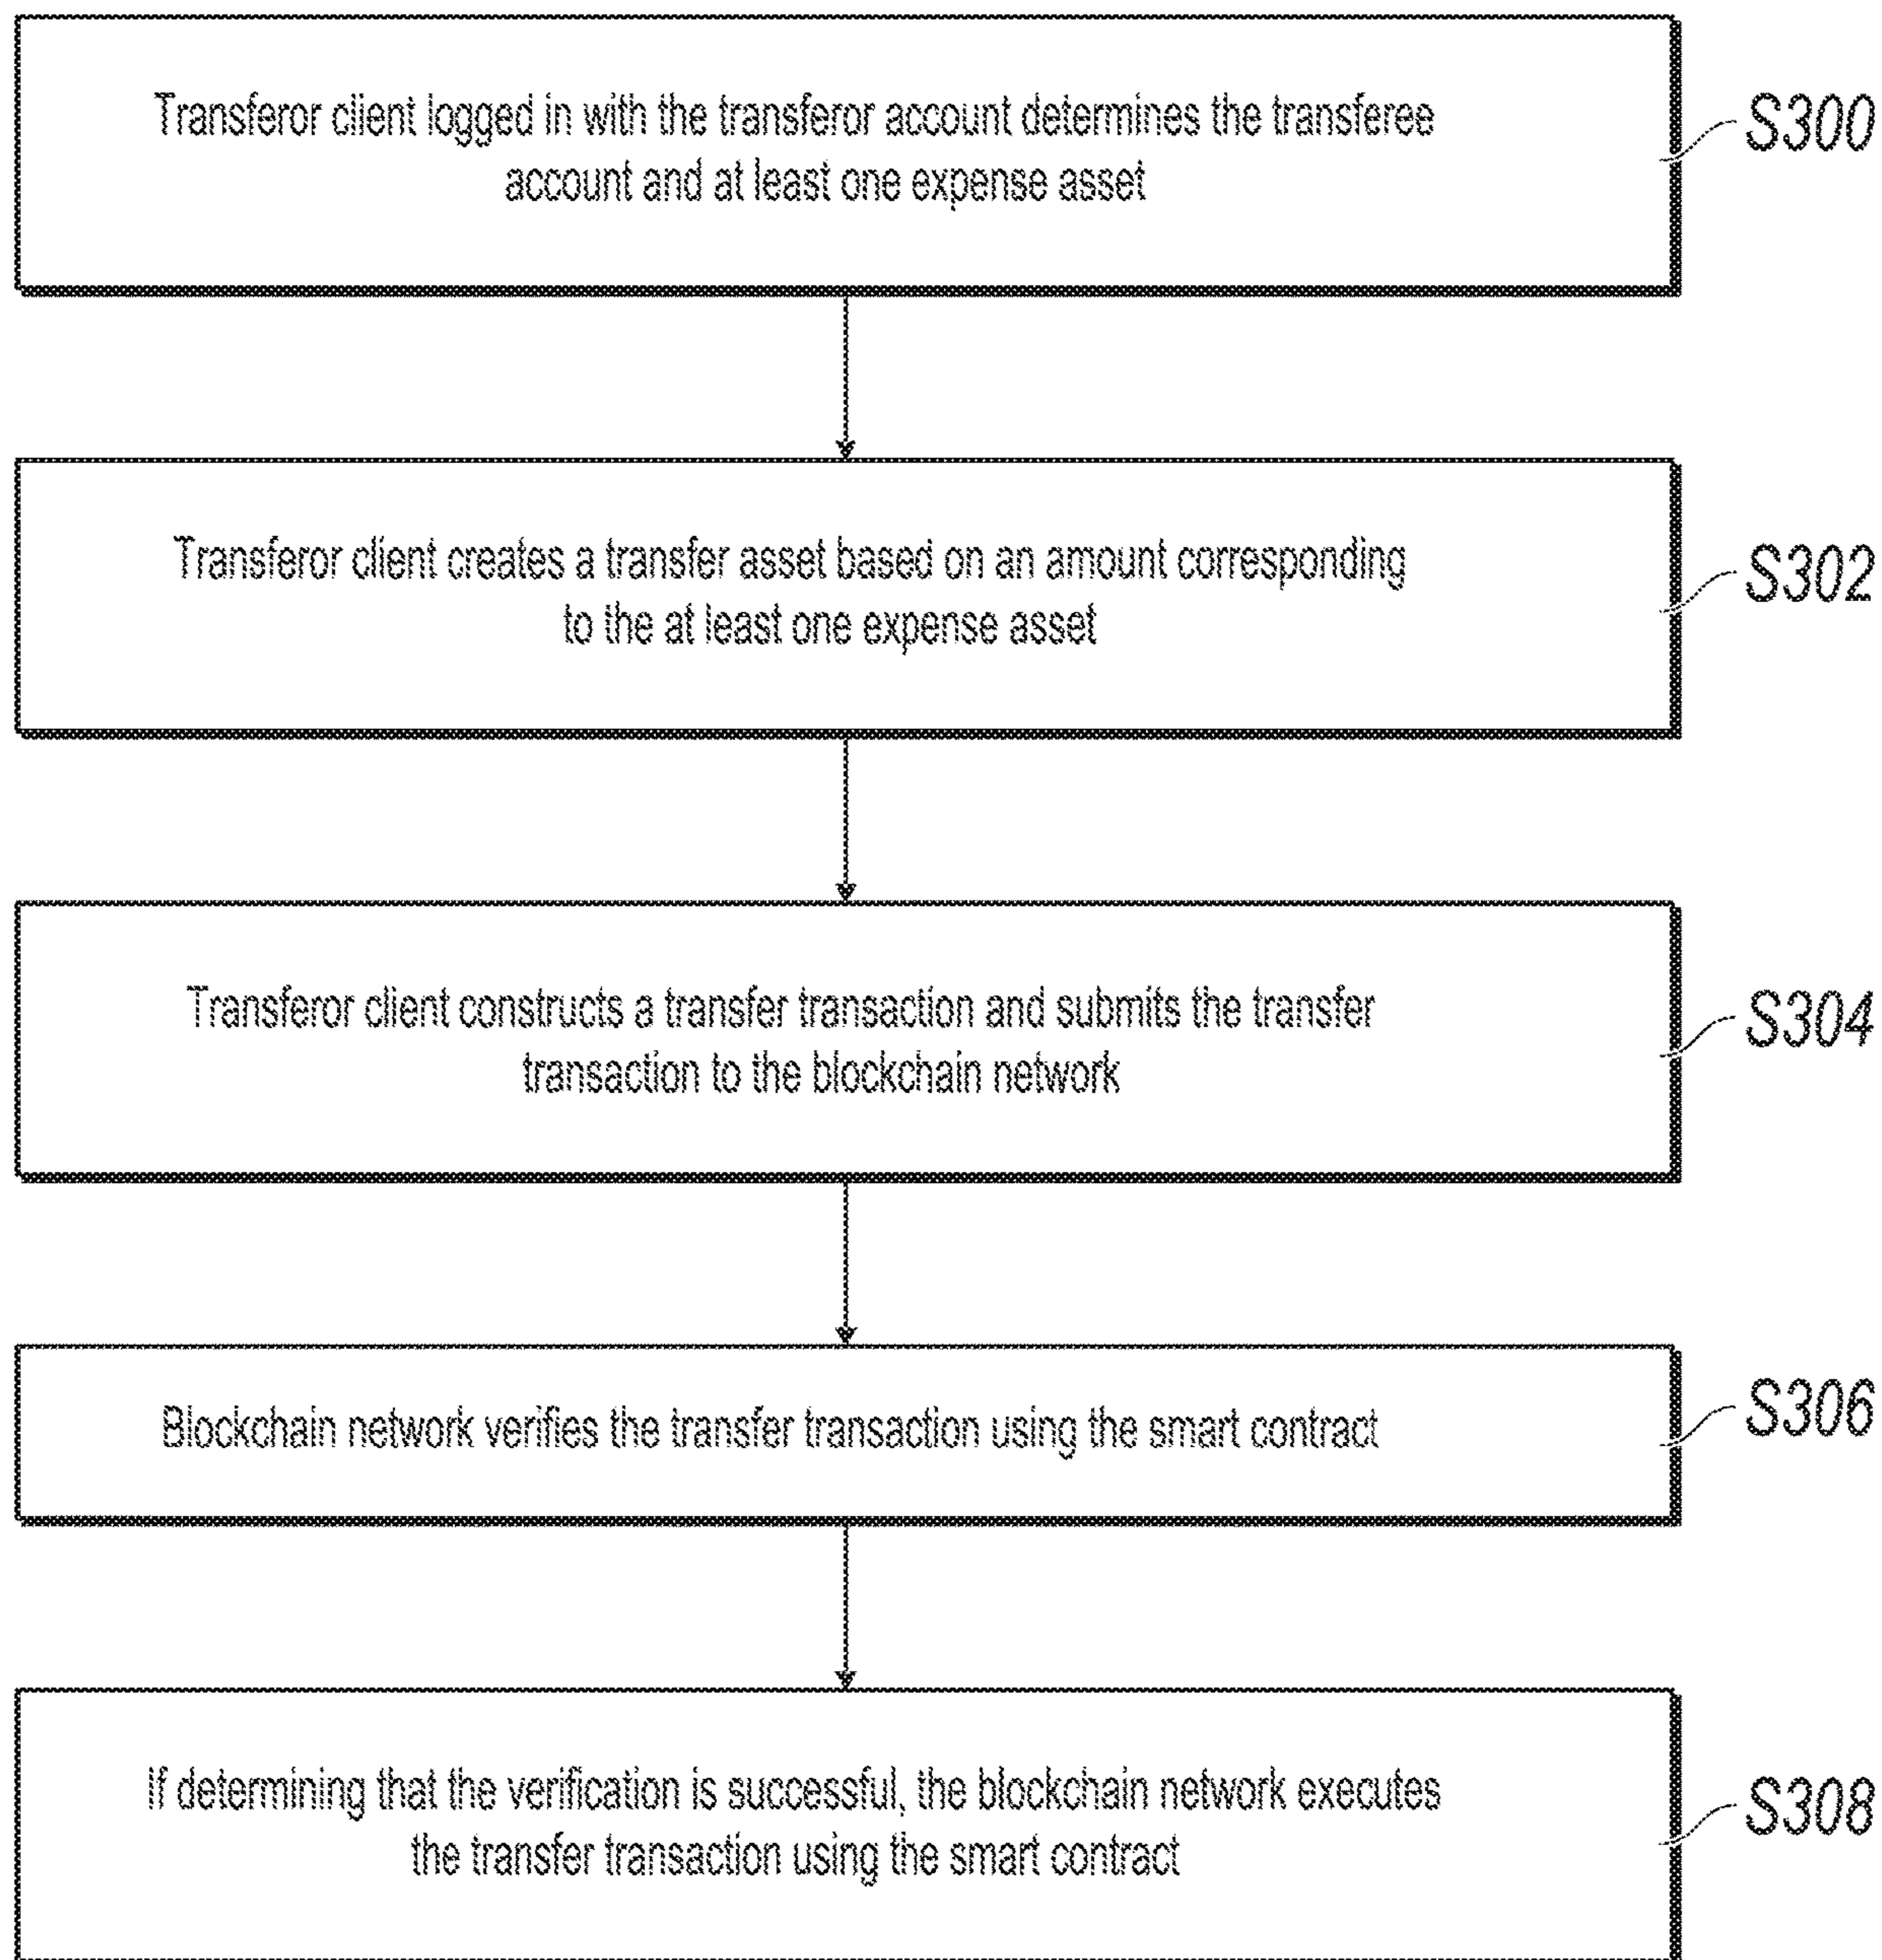 Transferor client logged in with the transferor account determines the transferee
account and at least one expense asset
S300
Transferor client creates a transfer asset based on an amount corresponding
to the at least one expense asset
S302
Transferor client constructs a transfer transaction and submits the transfer
transaction to the blockchain network
S304
Blockchain network verifies the transfer transaction using the smart contract
S306
If determining that the verification is successful, the blockchain network executes
the transfer transaction using the smart contract
S308